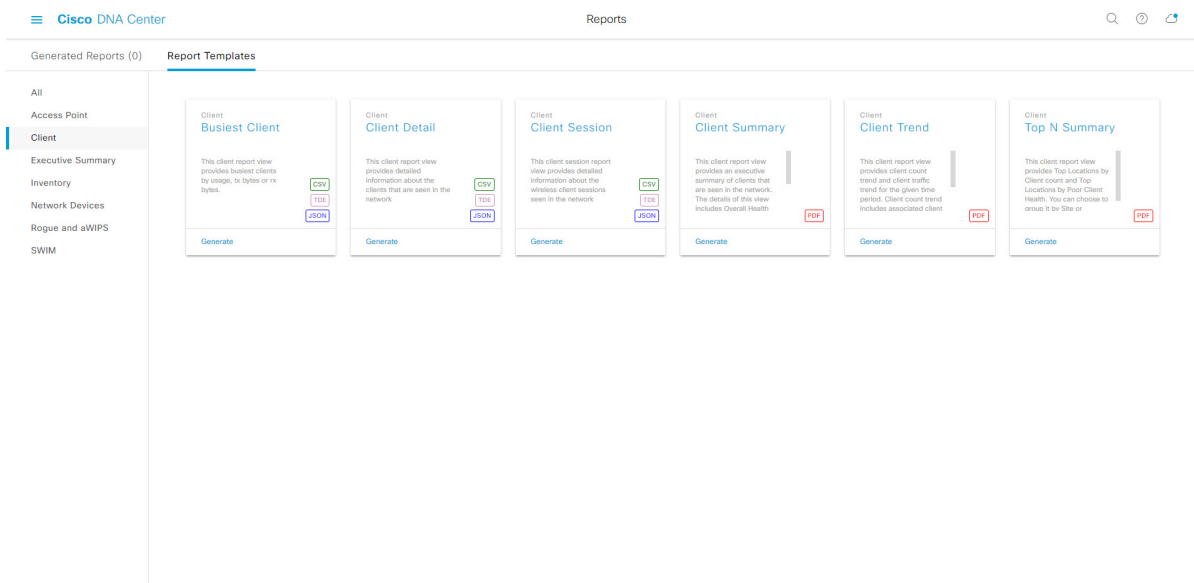 Cisco DNA Center
Reports
Generated Reports (0)
Report Templates
All
Access Point
Client
Executive Summary
Inventory
Network Devices
Rogue and aWIPS
SWIM
Client
Busiest Client
This client report view
provides busiest clients
by usage, tx bytes or rx
bytes.
CSV
TDE
JSON
Generate
Client
Client Detail
This client report view
provides detailed
information about the
clients that are seen in the
network
CSV
TDE
JSON
Generate
Client
Client Session
This client session report
view provides detailed
information about the
wireless client sessions
seen in the network
CSV
TDE
JSON
Generate
Client
Client Summary
This client report view
provides an executive
summary of clients that
are seen in the network.
The details of this view
includes Overall Health
PDF
Generate
Client
Client Trend
This client report view
provides client count
trend and client traffic
trend for the given time
period. Client count trend
includes associated client
PDF
Generate
Client
Top N Summary
This client report view
provides Top Locations by
Client count and Top
Locations by Poor Client
Health. You can choose to
group it by Site or
PDF
Generate